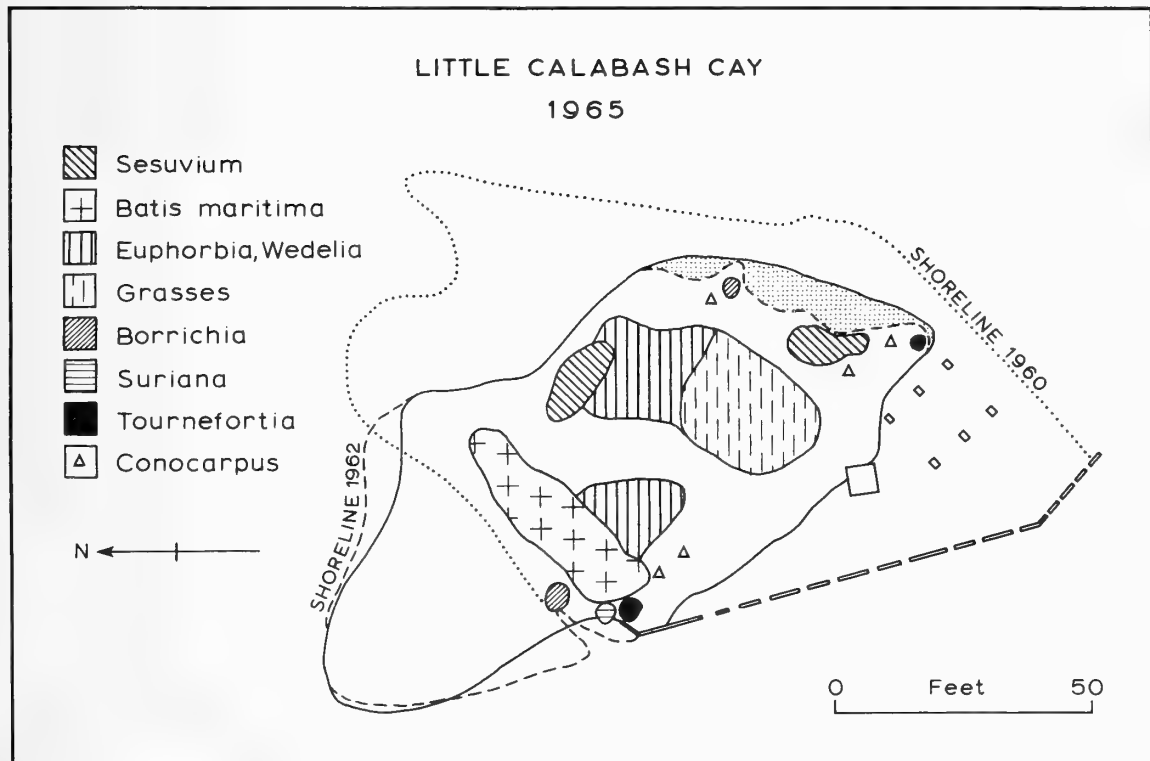 LITTLE CALABASH CAY
1965
Sesuvium
Batis maritima
Euphorbia, Wedelia
Grasses
Borrichia
Suriana
Tournefortia
Conocarpus
SHORELINE 1960
SHORELINE 1962
N
0 Feet 50